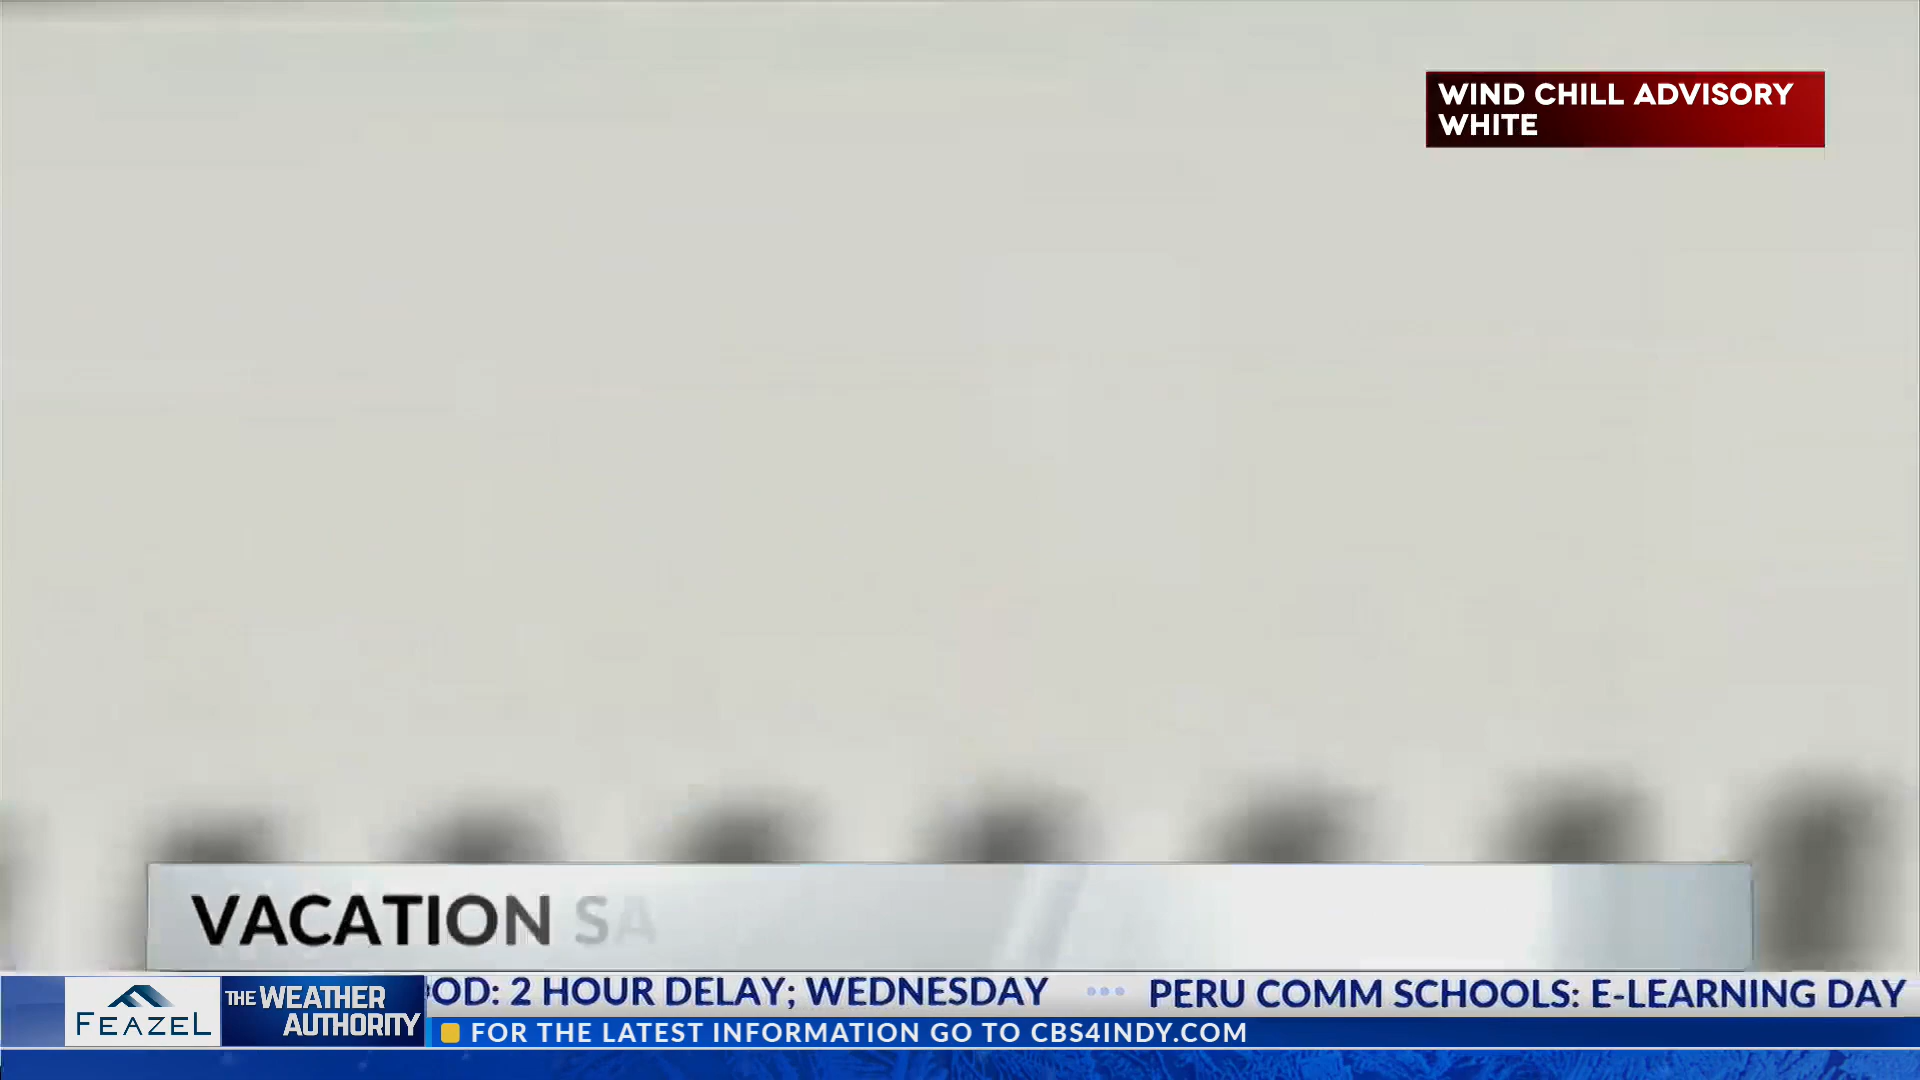 WIND CHILL ADVISORY
WHITE
VACATION SA
OD: 2 HOUR DELAY; WEDNESDAY
PERU COMM SCHOOLS: E-LEARNING DAY
FEAZEL
THE WEATHER
AUTHORITY
FOR THE LATEST INFORMATION GO TO CBS4INDY.COM